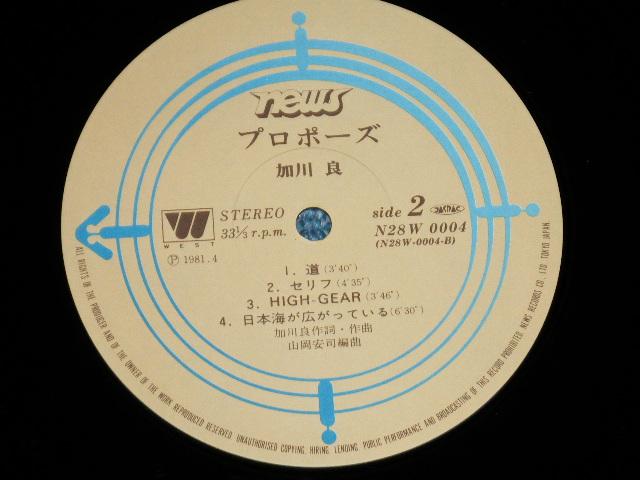 news
プロポーズ
加川 良
W
WEST
STEREO
33⅓ r.p.m.
Ⓟ 1981.4
side 2 JASRAC
N28W 0004
(N28W-0004-B)
1. 道 (3'40")
2. セリフ (4'35")
3. HIGH-GEAR (3'46")
4. 日本海が広がっている (6'30")
加川良作詞・作曲
山岡安司編曲
ALL RIGHTS OF THE PRODUCER AND OF THE OWNER OF THE WORK REPRODUCED RESERVED UNAUTHORISED COPYING, HIRING, LENDING, PUBLIC PERFORMANCE AND BROADCASTING OF THIS RECORD PROHIBITED. NEWS RECORDS CO., LTD. TOKYO JAPAN.